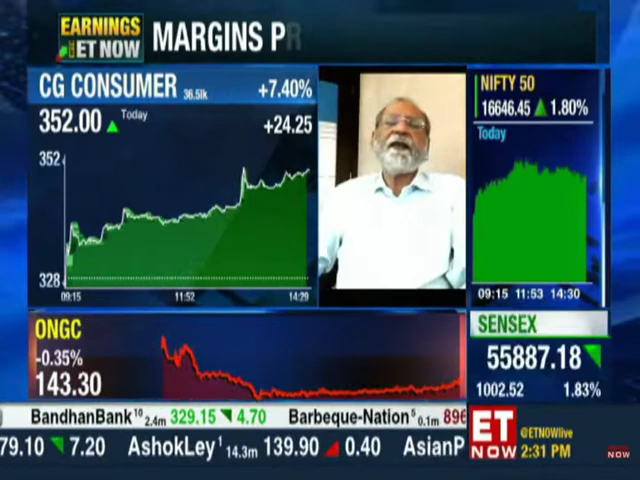 EARNINGS
ET NOW
MARGINS PR
CG CONSUMER 36.5lk +7.40%
352.00 Today +24.25
352
328
09:15 11:52 14:29
NIFTY 50
16646.45 1.80%
Today
09:15 11:53 14:30
ONGC
-0.35%
143.30
SENSEX
55887.18
1002.52 1.83%
BandhanBank 10 2.4m 329.15 4.70 Barbeque-Nation 5 0.1m 896
79.10 7.20 AshokLey 1 14.3m 139.90 0.40 AsianP
ET
NOW
@ETNOWlive
2:31 PM
NOW